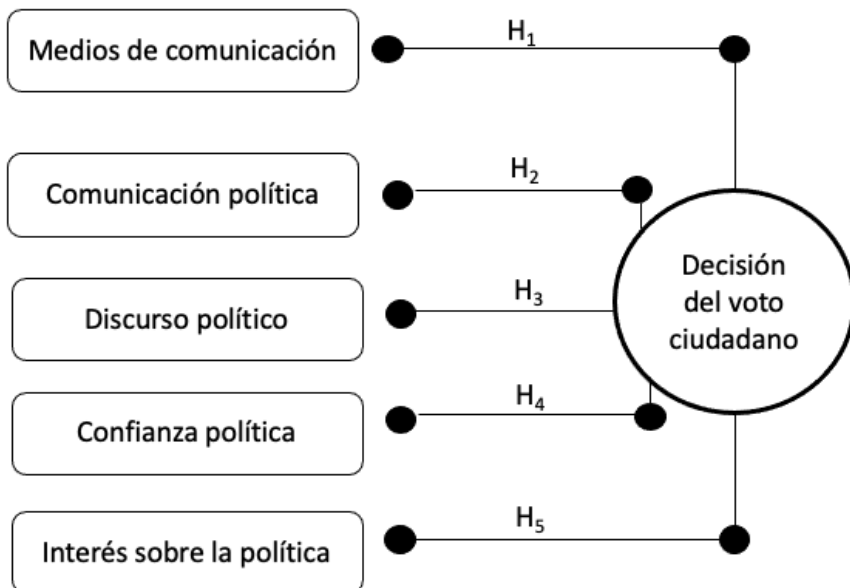 Medios de comunicación
H₁
Comunicación política
H₂
Discurso político
H₃
Decisión
del voto
ciudadano
Confianza política
H₄
Interés sobre la política
H₅